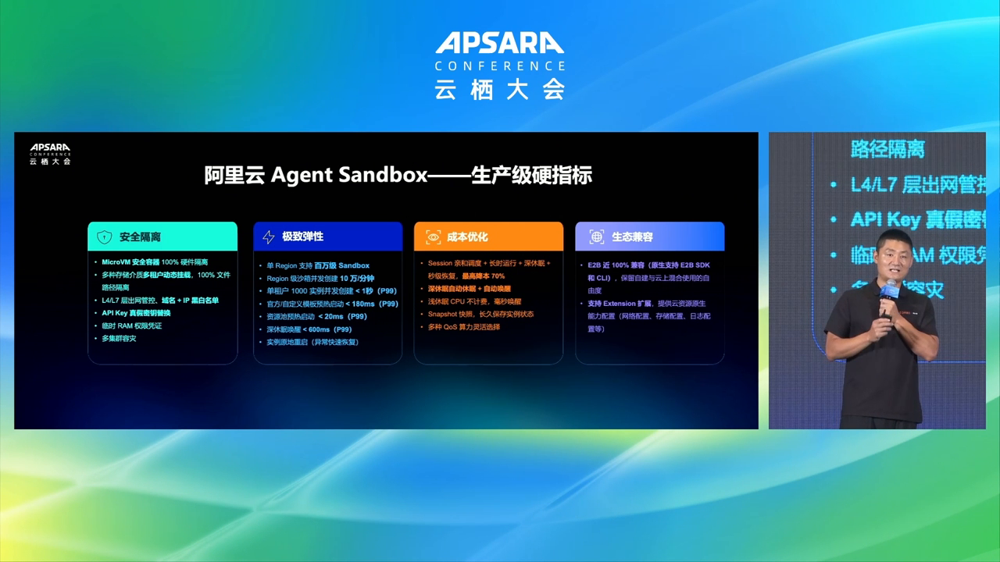 APSARA
CONFERENCE
云栖大会
APSARA
CONFERENCE
云栖大会
阿里云 Agent Sandbox——生产级硬指标
安全隔离
• MicroVM 安全容器 100% 硬件隔离
• 多种存储介质多租户动态挂载，100% 文件
路径隔离
• L4/L7 层出网管控、域名 + IP 黑白名单
• API Key 真假密钥替换
• 临时 RAM 权限凭证
• 多集群容灾
极致弹性
• 单 Region 支持 百万级 Sandbox
• Region 级沙箱并发创建 10 万/分钟
• 单租户 1000 实例并发创建 < 1秒（P99）
• 官方/自定义模板预热启动 < 180ms（P99）
• 资源池预热启动 < 20ms（P99）
• 深休眠唤醒 < 600ms（P99）
• 实例原地重启（异常快速恢复）
成本优化
• Session 亲和调度 + 长时运行 + 深休眠 +
秒级恢复，最高降本 70%
• 深休眠自动休眠 + 自动唤醒
• 浅休眠 CPU 不计费，毫秒唤醒
• Snapshot 快照，长久保存实例状态
• 多种 QoS 算力灵活选择
生态兼容
• E2B 近 100% 兼容（原生支持 E2B SDK
和 CLI），保留自建与云上混合使用的自
由度
• 支持 Extension 扩展，提供云资源原生
能力配置（网络配置、存储配置、日志配
置等）
路径隔离
• L4/L7 层出网管控
• API Key 真假密
• 临 AM 权限凭
• 容灾